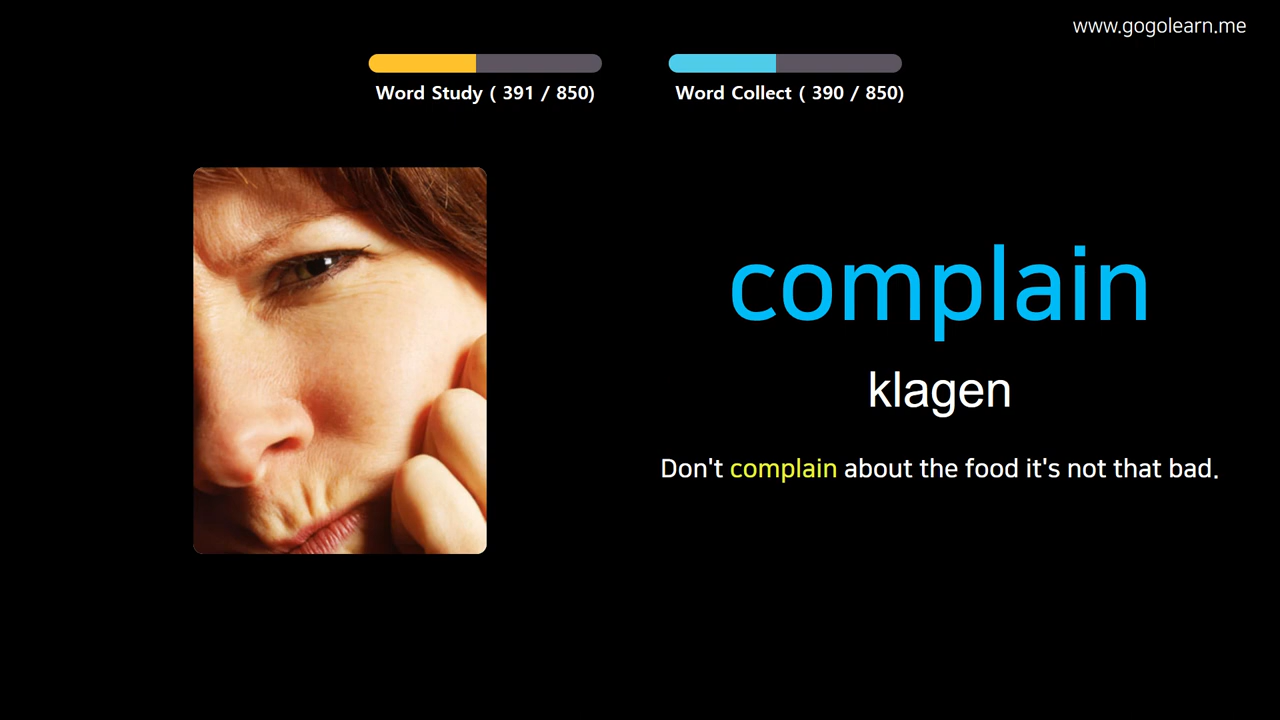 www.gogolearn.me
Word Study ( 391 / 850)
Word Collect ( 390 / 850)
complain
klagen
Don't complain about the food it's not that bad.